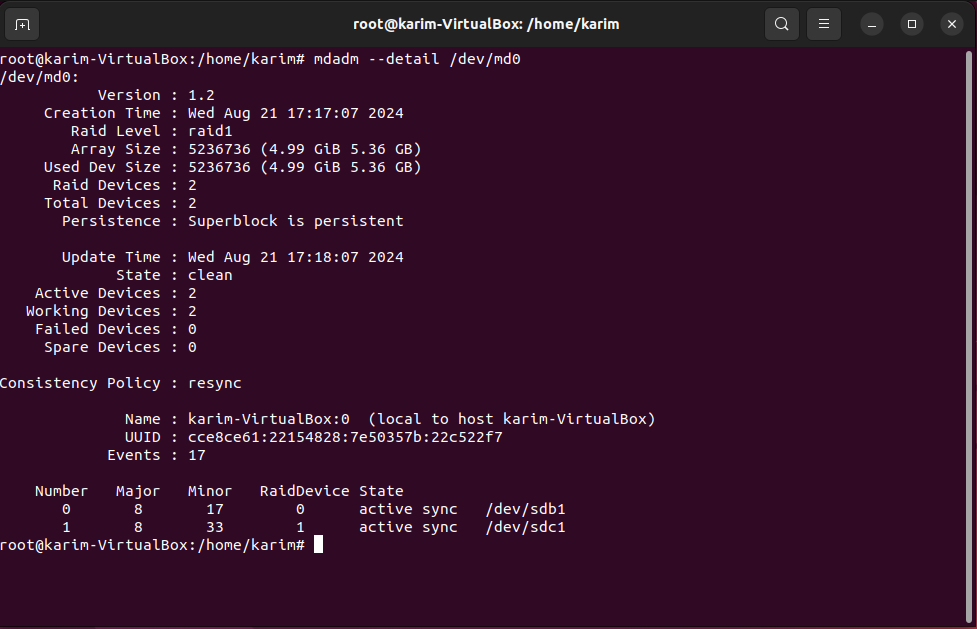 root@karim-VirtualBox: /home/karim
root@karim-VirtualBox:/home/karim# mdadm --detail /dev/md0
/dev/md0:
           Version : 1.2
     Creation Time : Wed Aug 21 17:17:07 2024
        Raid Level : raid1
        Array Size : 5236736 (4.99 GiB 5.36 GB)
     Used Dev Size : 5236736 (4.99 GiB 5.36 GB)
      Raid Devices : 2
     Total Devices : 2
       Persistence : Superblock is persistent

       Update Time : Wed Aug 21 17:18:07 2024
             State : clean
    Active Devices : 2
   Working Devices : 2
    Failed Devices : 0
     Spare Devices : 0

Consistency Policy : resync

              Name : karim-VirtualBox:0  (local to host karim-VirtualBox)
              UUID : cce8ce61:22154828:7e50357b:22c522f7
            Events : 17

    Number   Major   Minor   RaidDevice State
       0       8       17        0      active sync   /dev/sdb1
       1       8       33        1      active sync   /dev/sdc1
root@karim-VirtualBox:/home/karim#